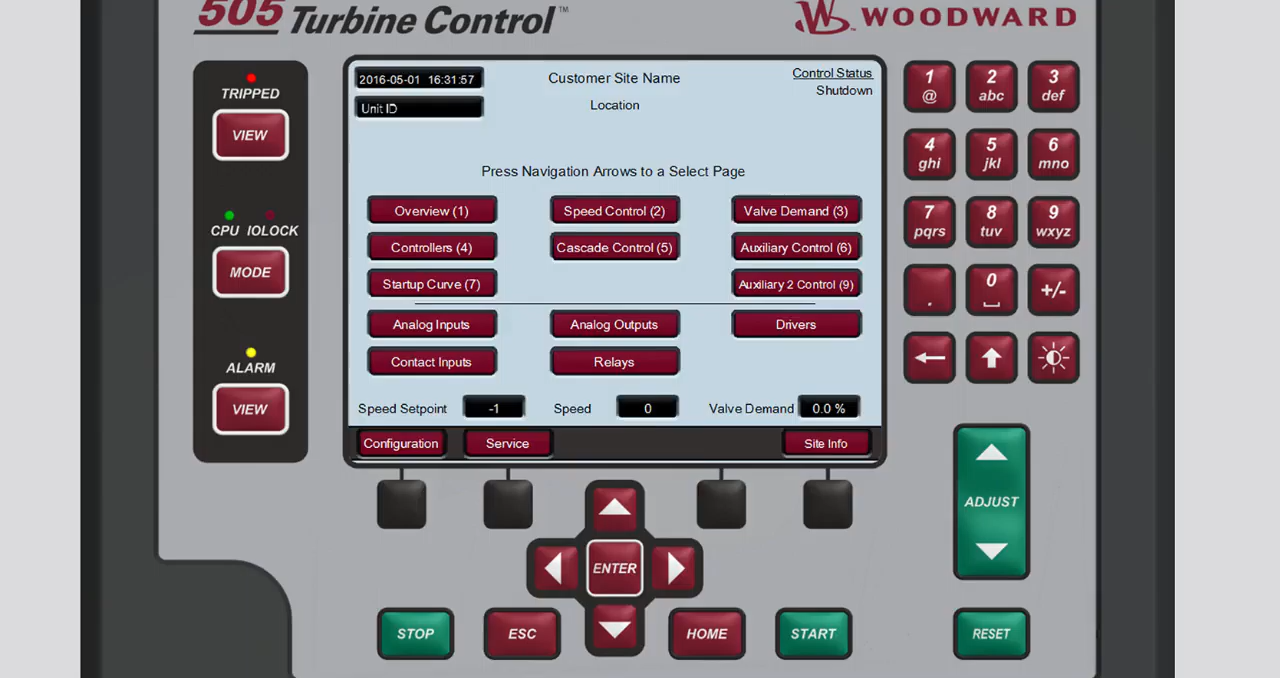 505 Turbine Control™
WOODWARD
TRIPPED
VIEW
CPU IOLOCK
MODE
ALARM
VIEW
2016-05-01 16:31:57
Customer Site Name
Control Status
Unit ID
Location
Shutdown
Press Navigation Arrows to a Select Page
Overview (1)
Speed Control (2)
Valve Demand (3)
Controllers (4)
Cascade Control (5)
Auxiliary Control (6)
Startup Curve (7)
Auxiliary 2 Control (9)
Analog Inputs
Analog Outputs
Drivers
Contact Inputs
Relays
Speed Setpoint -1
Speed 0
Valve Demand 0.0 %
Configuration
Service
Site Info
1 @
2 abc
3 def
4 ghi
5 jkl
6 mno
7 pqrs
8 tuv
9 wxyz
.
0
+/-
ADJUST
ENTER
STOP
ESC
HOME
START
RESET